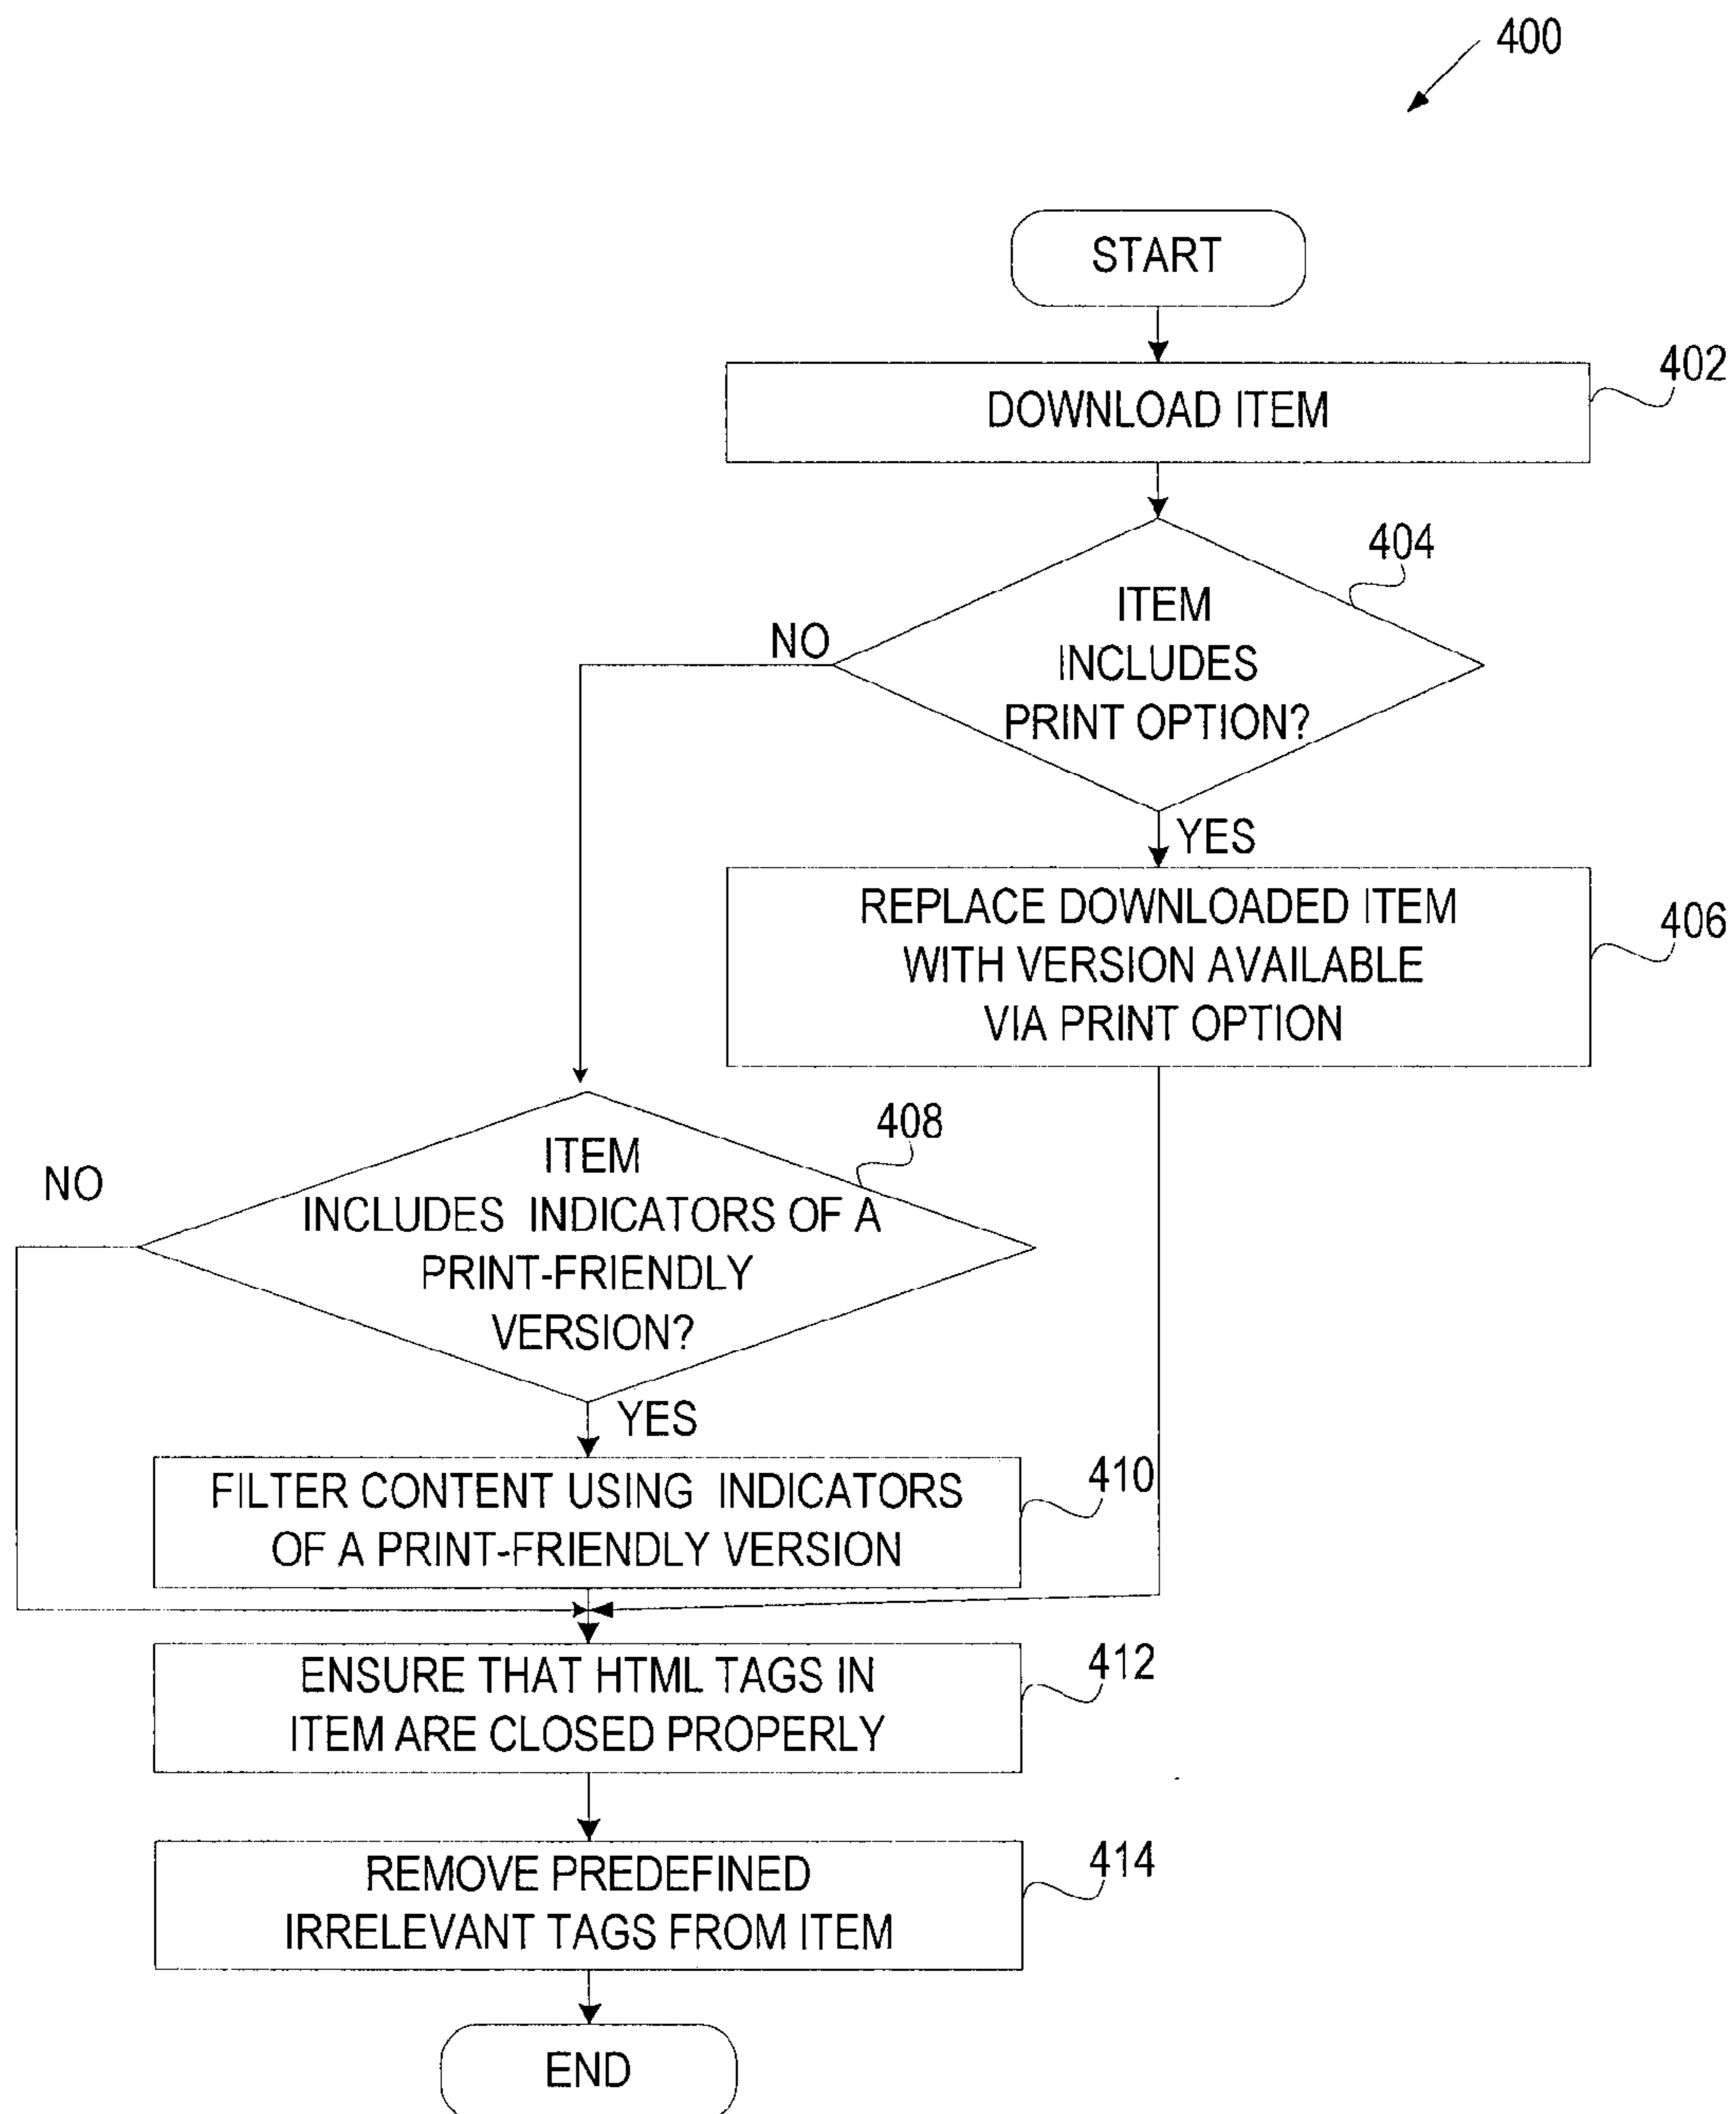 400
START
DOWNLOAD ITEM
402
404
ITEM
INCLUDES
PRINT OPTION?
NO
YES
REPLACE DOWNLOADED ITEM
WITH VERSION AVAILABLE
VIA PRINT OPTION
406
408
ITEM
INCLUDES INDICATORS OF A
PRINT-FRIENDLY
VERSION?
NO
YES
FILTER CONTENT USING INDICATORS
OF A PRINT-FRIENDLY VERSION
410
ENSURE THAT HTML TAGS IN
ITEM ARE CLOSED PROPERLY
412
REMOVE PREDEFINED
IRRELEVANT TAGS FROM ITEM
414
END